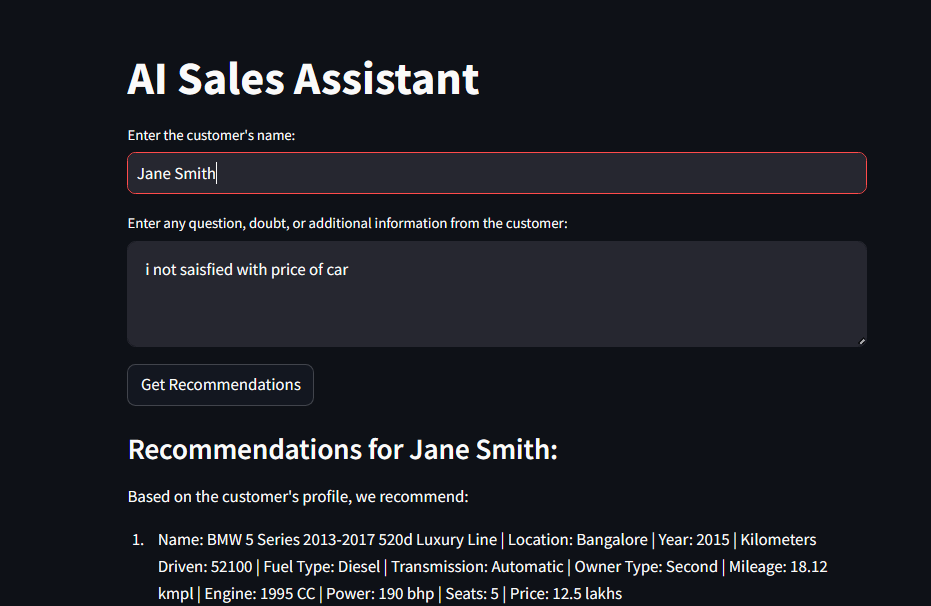 AI Sales Assistant
Enter the customer's name:
Jane Smith
Enter any question, doubt, or additional information from the customer:
i not saisfied with price of car
Get Recommendations
Recommendations for Jane Smith:
Based on the customer's profile, we recommend:
1. Name: BMW 5 Series 2013-2017 520d Luxury Line | Location: Bangalore | Year: 2015 | Kilometers
Driven: 52100 | Fuel Type: Diesel | Transmission: Automatic | Owner Type: Second | Mileage: 18.12
kmpl | Engine: 1995 CC | Power: 190 bhp | Seats: 5 | Price: 12.5 lakhs